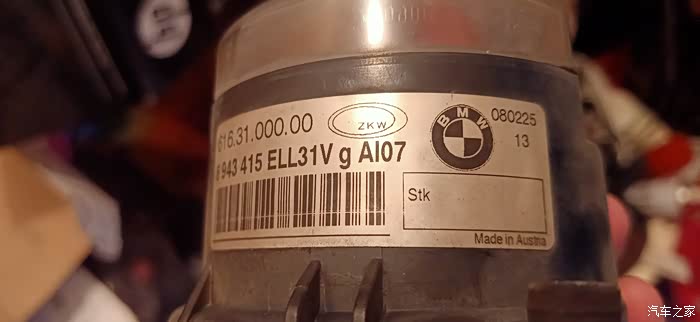 616.31.000.00
ZKW
BMW
080225
13
6 943 415 ELL31V g AI07
Stk
Made in Austria
汽车之家